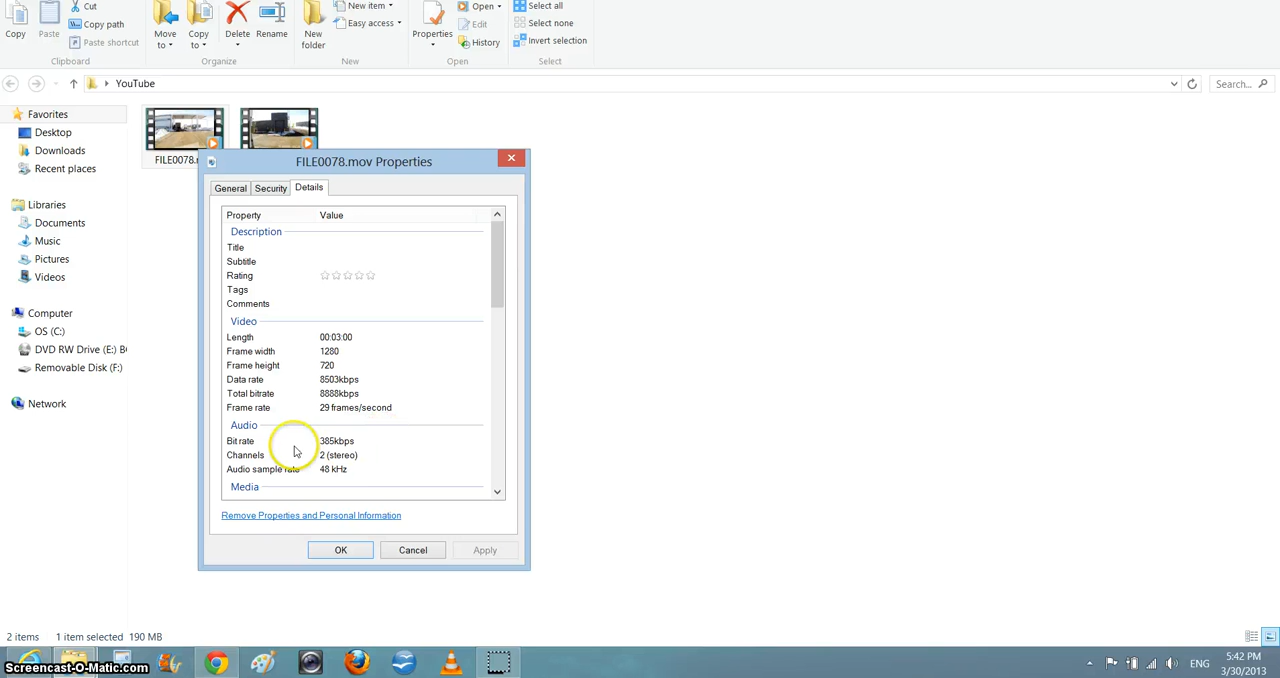 Cut
New item
Open
Select all
Copy path
Easy access
Edit
Select none
Copy
Paste
Paste shortcut
Move to
Copy to
Delete
Rename
New folder
Properties
History
Invert selection
Clipboard
Organize
New
Open
Select
YouTube
Search...
Favorites
Desktop
Downloads
Recent places
Libraries
Documents
Music
Pictures
Videos
Computer
OS (C:)
DVD RW Drive (E:)
Removable Disk (F:)
Network
FILE0078.m
FILE0078.mov Properties
General
Security
Details
Property Value
Description
Title
Subtitle
Rating
Tags
Comments
Video
Length 00:03:00
Frame width 1280
Frame height 720
Data rate 8503kbps
Total bitrate 8888kbps
Frame rate 29 frames/second
Audio
Bit rate 385kbps
Channels 2 (stereo)
Audio sample rate 48 kHz
Media
Remove Properties and Personal Information
OK
Cancel
Apply
2 items 1 item selected 190 MB
Screencast-O-Matic.com
ENG
5:42 PM
3/30/2013